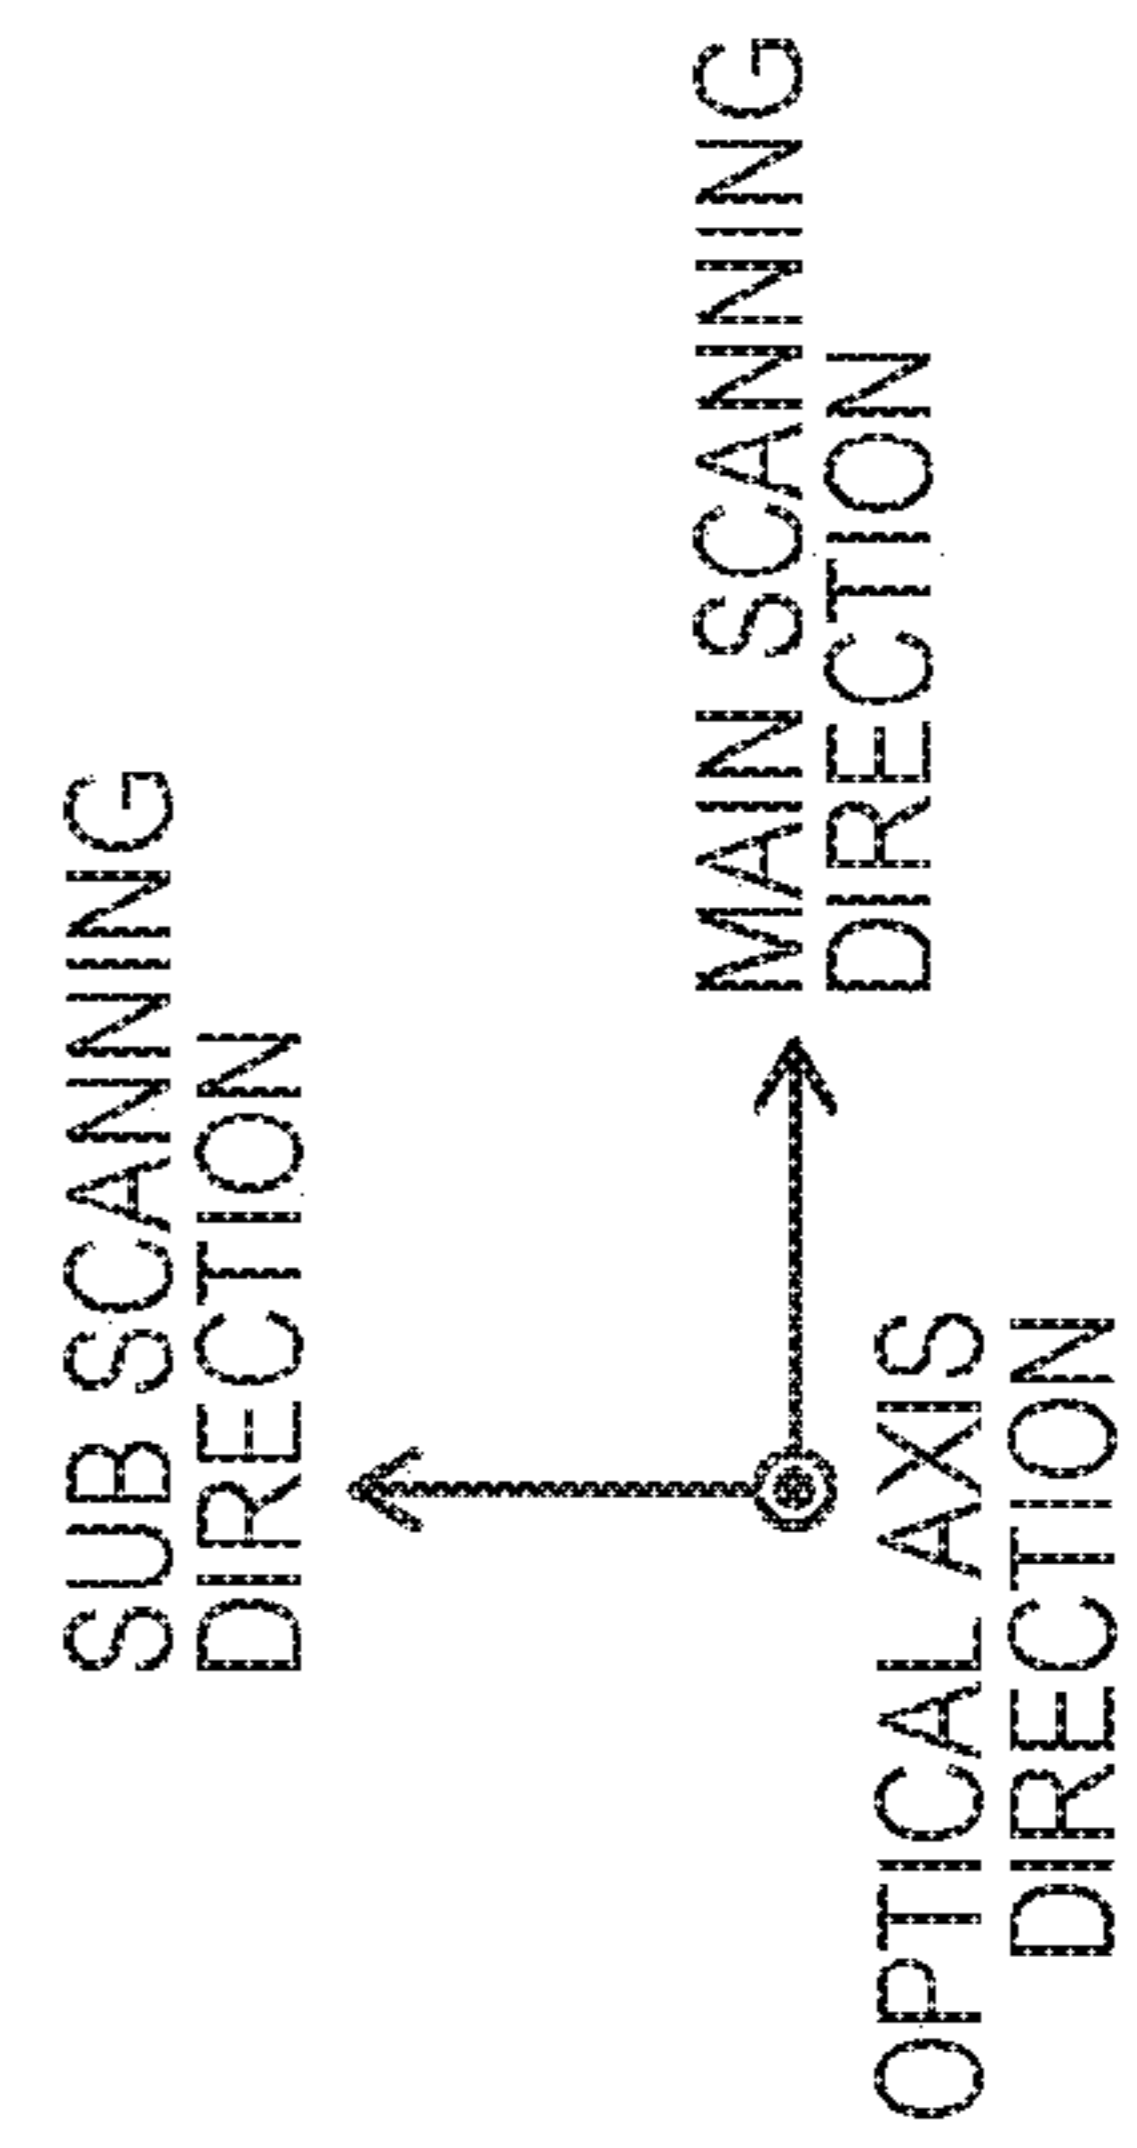 SUB SCANNING
DIRECTION
MAIN SCANNING
DIRECTION
OPTICAL AXIS
DIRECTION